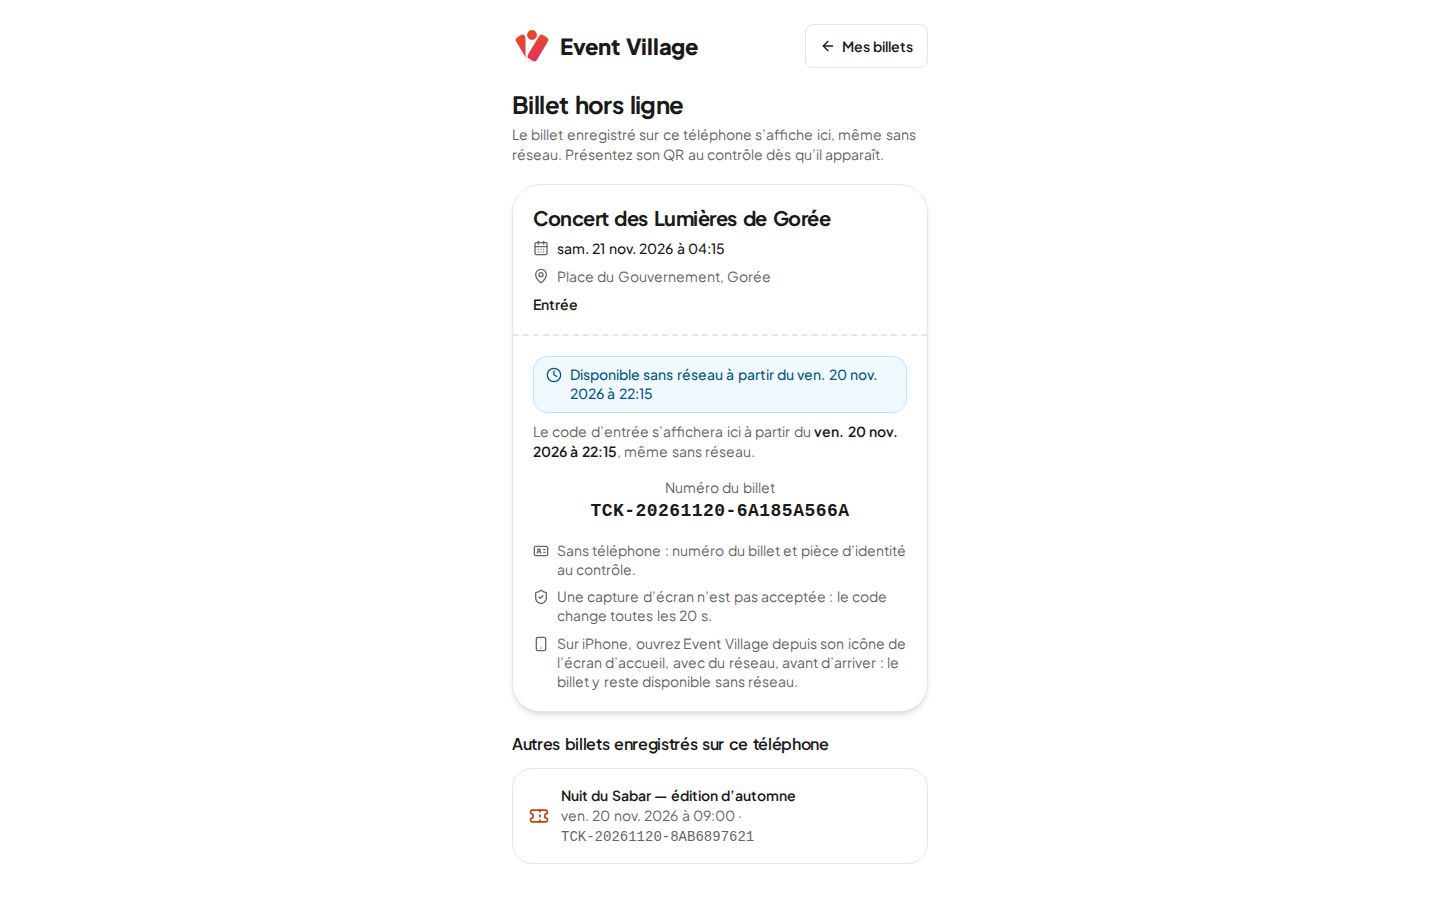 Event Village
Mes billets
Billet hors ligne
Le billet enregistré sur ce téléphone s’affiche ici, même sans
réseau. Présentez son QR au contrôle dès qu’il apparaît.
Concert des Lumières de Gorée
sam. 21 nov. 2026 à 04:15
Place du Gouvernement, Gorée
Entrée
Disponible sans réseau à partir du ven. 20 nov.
2026 à 22:15
Le code d’entrée s’affichera ici à partir du ven. 20 nov.
2026 à 22:15, même sans réseau.
Numéro du billet
TCK-20261120-6A185A566A
Sans téléphone : numéro du billet et pièce d’identité
au contrôle.
Une capture d’écran n’est pas acceptée : le code
change toutes les 20 s.
Sur iPhone, ouvrez Event Village depuis son icône de
l’écran d’accueil, avec du réseau, avant d’arriver : le
billet y reste disponible sans réseau.
Autres billets enregistrés sur ce téléphone
Nuit du Sabar — édition d’automne
ven. 20 nov. 2026 à 09:00 ·
TCK-20261120-8AB6897621